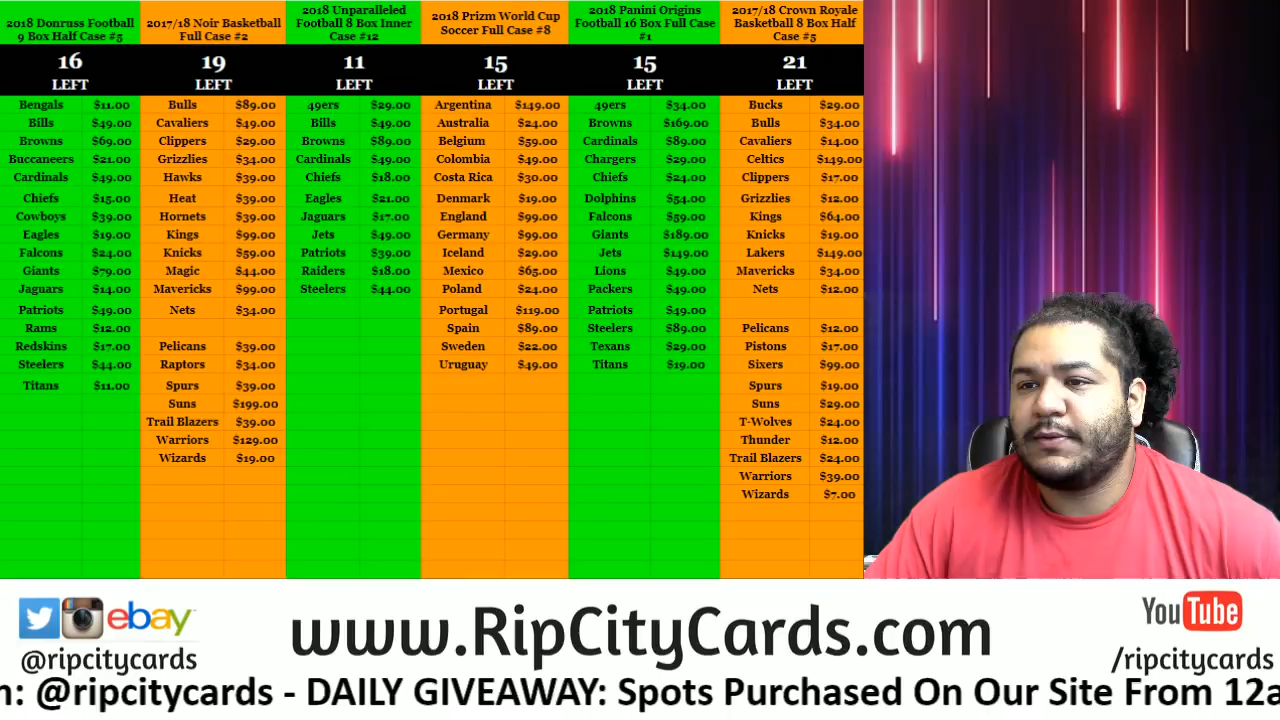 2018 Donruss Football
9 Box Half Case #5
16
LEFT
Bengals $11.00
Bills $49.00
Browns $69.00
Buccaneers $21.00
Cardinals $49.00
Chiefs $15.00
Cowboys $39.00
Eagles $19.00
Falcons $24.00
Giants $79.00
Jaguars $14.00
Patriots $49.00
Rams $12.00
Redskins $17.00
Steelers $44.00
Titans $11.00
2017/18 Noir Basketball
Full Case #2
19
LEFT
Bulls $89.00
Cavaliers $49.00
Clippers $29.00
Grizzlies $34.00
Hawks $39.00
Heat $39.00
Hornets $39.00
Kings $99.00
Knicks $59.00
Magic $44.00
Mavericks $99.00
Nets $34.00
Pelicans $39.00
Raptors $34.00
Spurs $39.00
Suns $199.00
Trail Blazers $39.00
Warriors $129.00
Wizards $19.00
2018 Unparalleled
Football 8 Box Inner
Case #12
11
LEFT
49ers $29.00
Bills $49.00
Browns $89.00
Cardinals $49.00
Chiefs $18.00
Eagles $21.00
Jaguars $17.00
Jets $49.00
Patriots $39.00
Raiders $18.00
Steelers $44.00
2018 Prizm World Cup
Soccer Full Case #8
15
LEFT
Argentina $149.00
Australia $24.00
Belgium $59.00
Colombia $49.00
Costa Rica $30.00
Denmark $19.00
England $99.00
Germany $99.00
Iceland $29.00
Mexico $65.00
Poland $24.00
Portugal $119.00
Spain $89.00
Sweden $22.00
Uruguay $49.00
2018 Panini Origins
Football 16 Box Full Case
#1
15
LEFT
49ers $34.00
Browns $169.00
Cardinals $89.00
Chargers $29.00
Chiefs $24.00
Dolphins $54.00
Falcons $59.00
Giants $189.00
Jets $149.00
Lions $49.00
Packers $49.00
Patriots $49.00
Steelers $89.00
Texans $29.00
Titans $19.00
2017/18 Crown Royale
Basketball 8 Box Half
Case #5
21
LEFT
Bucks $29.00
Bulls $34.00
Cavaliers $14.00
Celtics $149.00
Clippers $17.00
Grizzlies $12.00
Kings $64.00
Knicks $19.00
Lakers $149.00
Mavericks $34.00
Nets $12.00
Pelicans $12.00
Pistons $17.00
Sixers $99.00
Spurs $19.00
Suns $29.00
T-Wolves $24.00
Thunder $12.00
Trail Blazers $24.00
Warriors $39.00
Wizards $7.00
ebay
@ripcitycards
www.RipCityCards.com
YouTube
/ripcitycards
n: @ripcitycards - DAILY GIVEAWAY: Spots Purchased On Our Site From 12a